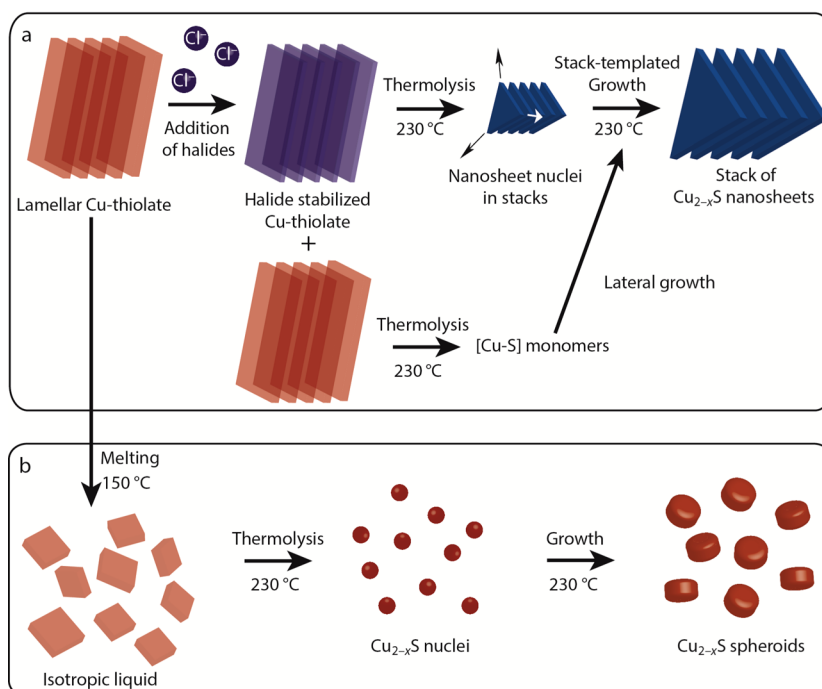 a
Cl⁻
Cl⁻
Cl⁻
Addition
of halides
Lamellar Cu-thiolate
Halide stabilized
Cu-thiolate
+
Thermolysis
230 °C
Nanosheet nuclei
in stacks
Stack-templated
Growth
230 °C
Stack of
Cu₂₋ₓS nanosheets
Thermolysis
230 °C
[Cu-S] monomers
Lateral growth
b
Melting
150 °C
Isotropic liquid
Thermolysis
230 °C
Cu₂₋ₓS nuclei
Growth
230 °C
Cu₂₋ₓS spheroids